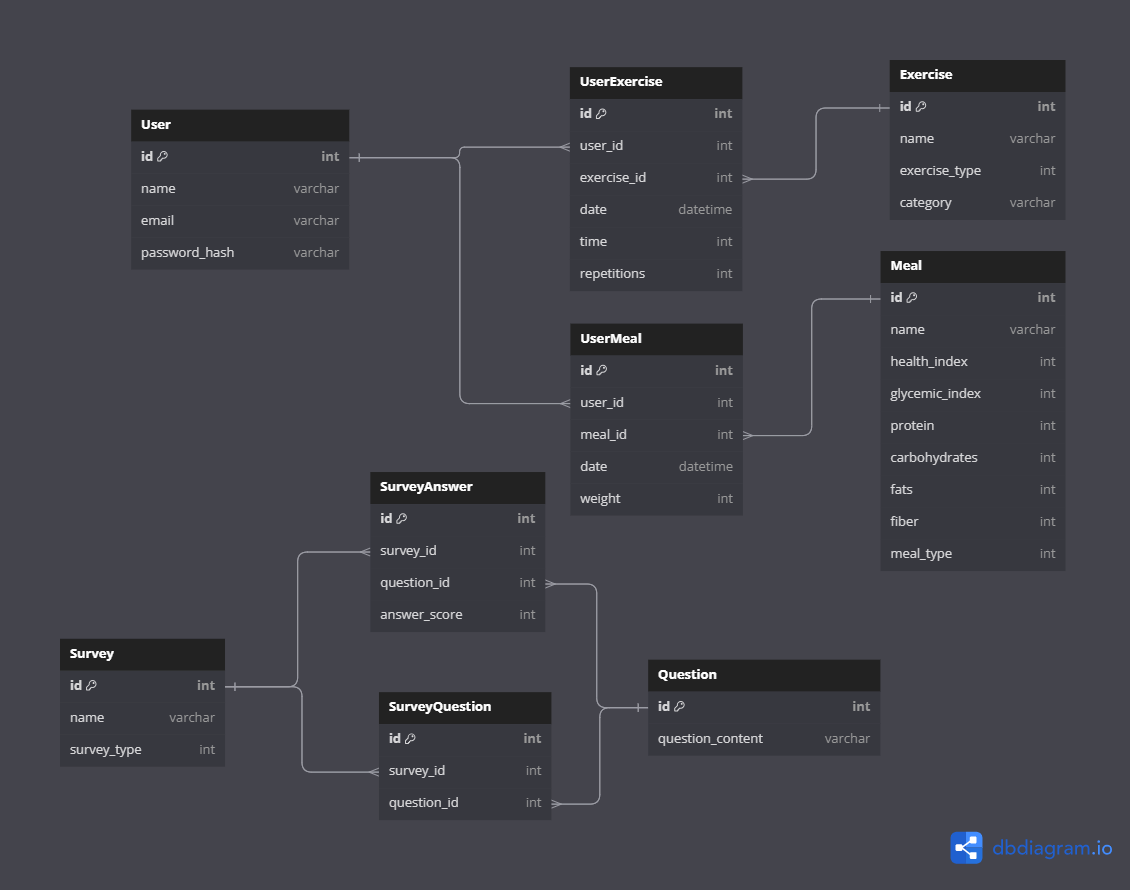 User
id int
name varchar
email varchar
password_hash varchar
UserExercise
id int
user_id int
exercise_id int
date datetime
time int
repetitions int
Exercise
id int
name varchar
exercise_type int
category varchar
Meal
id int
name varchar
health_index int
glycemic_index int
protein int
carbohydrates int
fats int
fiber int
meal_type int
UserMeal
id int
user_id int
meal_id int
date datetime
weight int
SurveyAnswer
id int
survey_id int
question_id int
answer_score int
Survey
id int
name varchar
survey_type int
SurveyQuestion
id int
survey_id int
question_id int
Question
id int
question_content varchar
dbdiagram.io